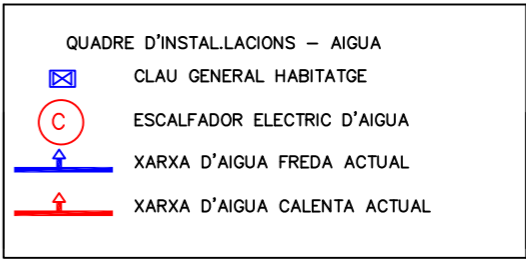 QUADRE D'INSTAL.LACIONS – AIGUA
CLAU GENERAL HABITATGE
C ESCALFADOR ELECTRIC D'AIGUA
XARXA D'AIGUA FREDA ACTUAL
XARXA D'AIGUA CALENTA ACTUAL